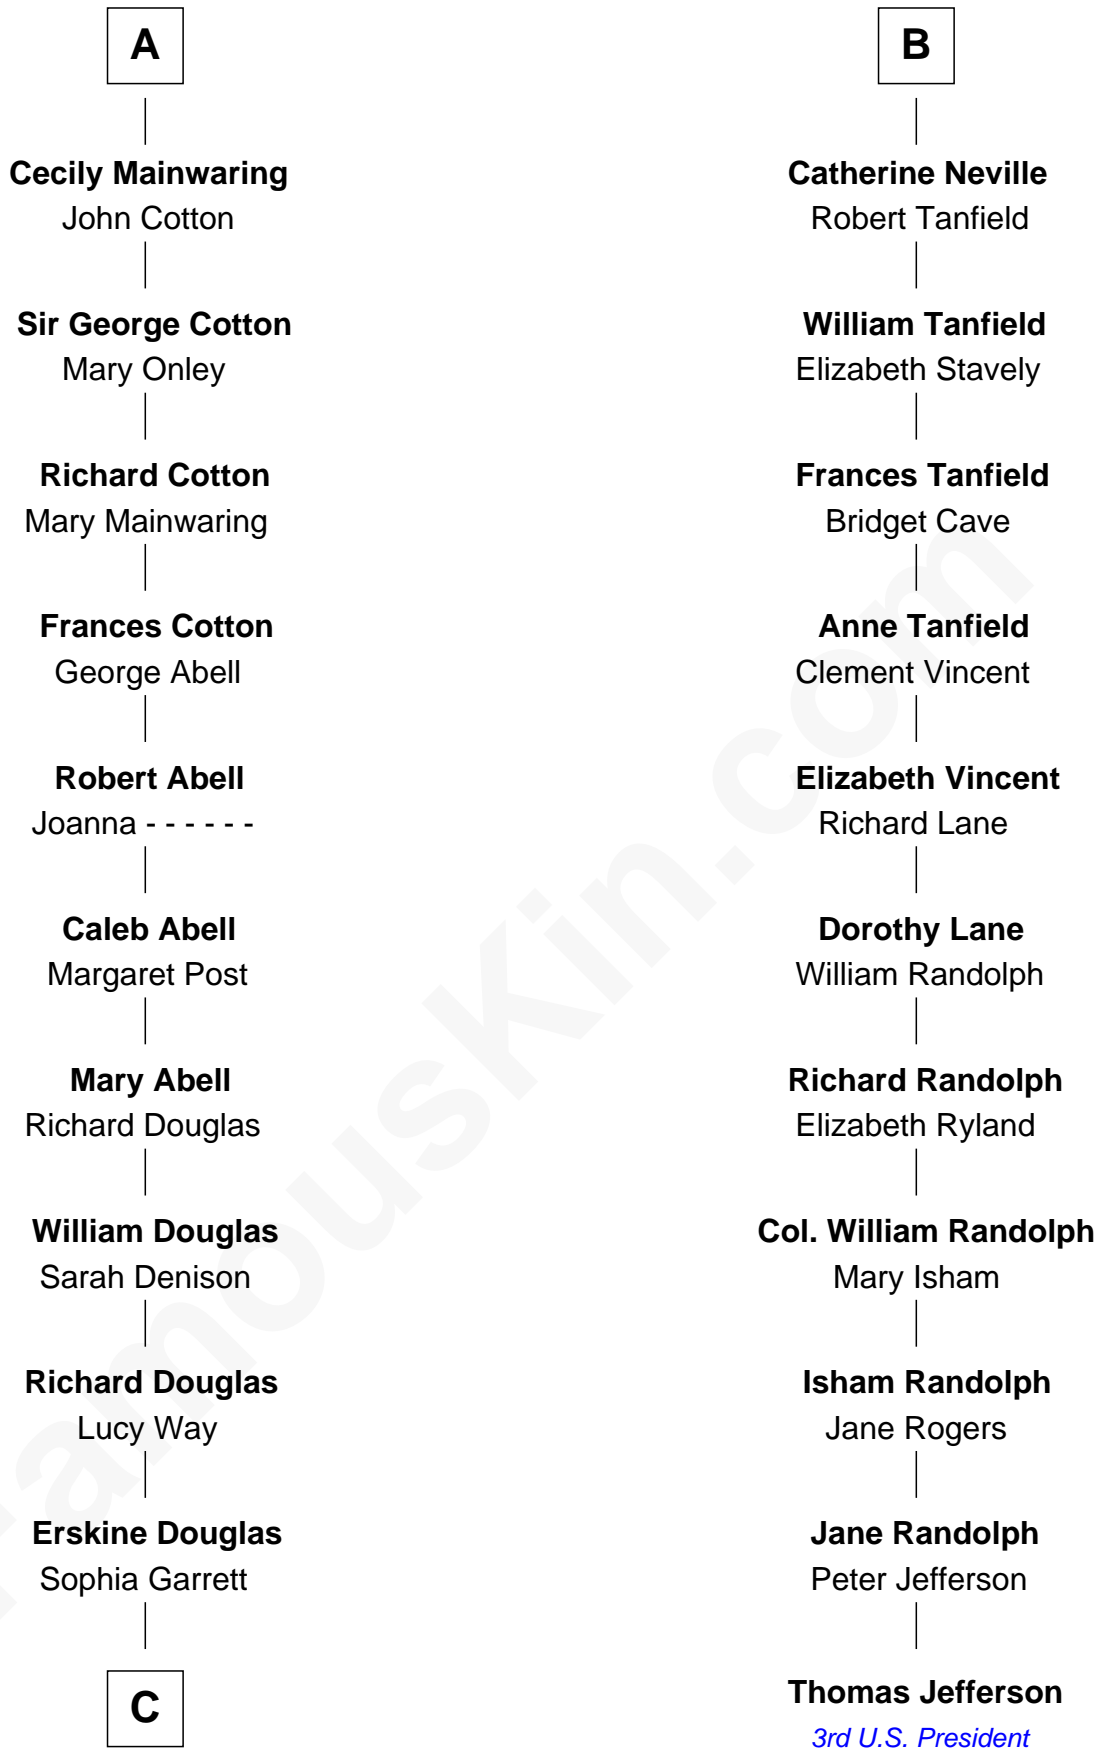 A
Cecily Mainwaring
John Cotton
Sir George Cotton
Mary Onley
Richard Cotton
Mary Mainwaring
Frances Cotton
George Abell
Robert Abell
Joanna - - - - - -
Caleb Abell
Margaret Post
Mary Abell
Richard Douglas
William Douglas
Sarah Denison
Richard Douglas
Lucy Way
Erskine Douglas
Sophia Garrett
C
B
Catherine Neville
Robert Tanfield
William Tanfield
Elizabeth Stavely
Frances Tanfield
Bridget Cave
Anne Tanfield
Clement Vincent
Elizabeth Vincent
Richard Lane
Dorothy Lane
William Randolph
Richard Randolph
Elizabeth Ryland
Col. William Randolph
Mary Isham
Isham Randolph
Jane Rogers
Jane Randolph
Peter Jefferson
Thomas Jefferson
3rd U.S. President
FamousKin.com